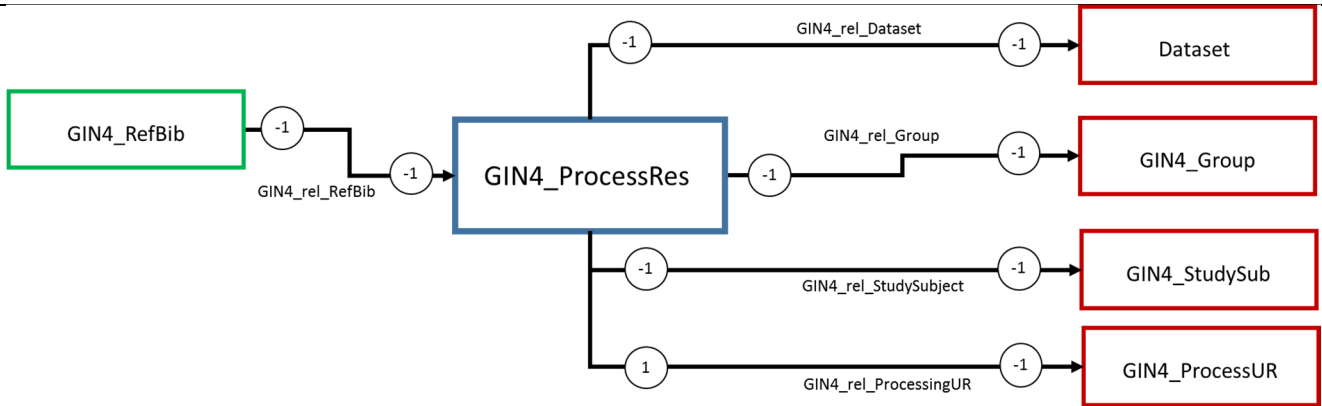 GIN4_rel_Dataset
-1
-1
Dataset
GIN4_RefBib
-1
GIN4_rel_RefBib
-1
GIN4_ProcessRes
-1
GIN4_rel_Group
-1
GIN4_Group
-1
GIN4_rel_StudySubject
-1
GIN4_StudySub
1
GIN4_rel_ProcessingUR
-1
GIN4_ProcessUR